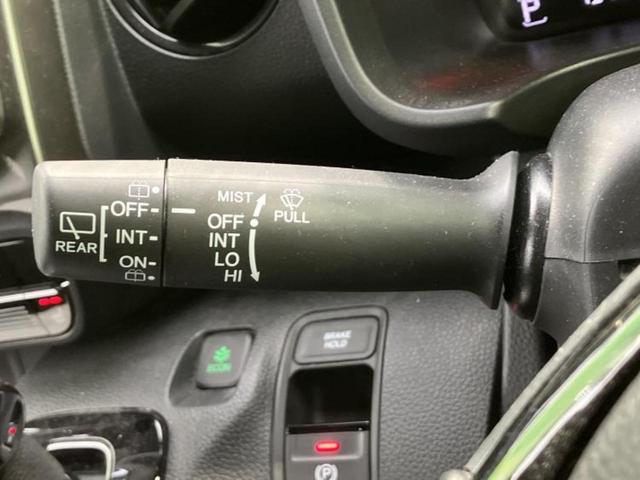 P
MIST
OFF
OFF
PULL
REAR
INT
INT
ON
LO
HI
BRAKE
HOLD
ECON
P